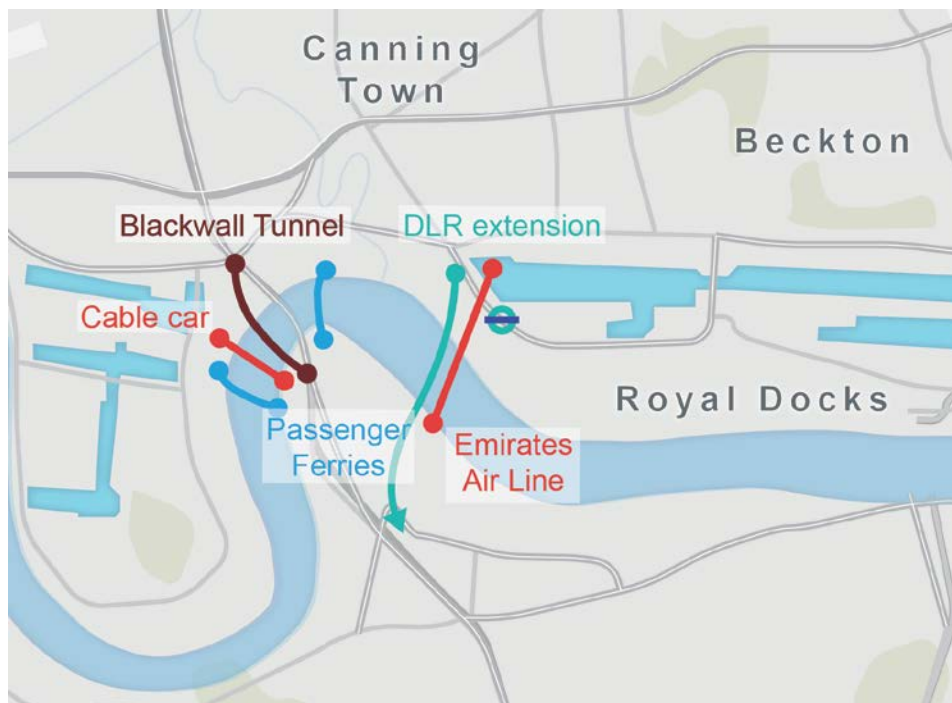 Canning
Town
Beckton
Blackwall Tunnel
DLR extension
Cable car
Royal Docks
Passenger
Ferries
Emirates
Air Line